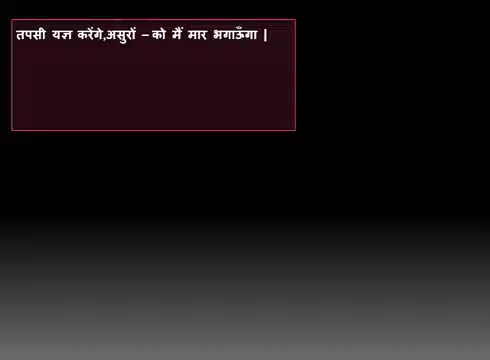 तपसी यज्ञ करेंगे,असुरों – को मैं मार भगाऊँगा |